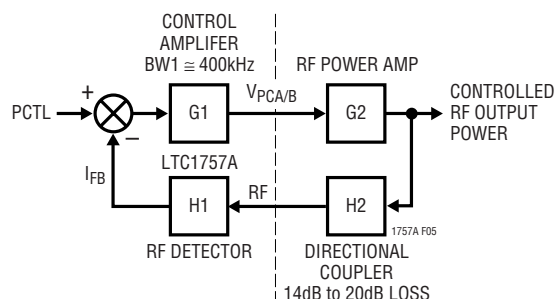 CONTROL
AMPLIFER
BW1 ≅ 400kHz
RF POWER AMP
PCTL
+
−
G1
VPCA/B
G2
CONTROLLED
RF OUTPUT
POWER
LTC1757A
IFB
H1
RF
H2
1757A F05
RF DETECTOR
DIRECTIONAL
COUPLER
14dB to 20dB LOSS